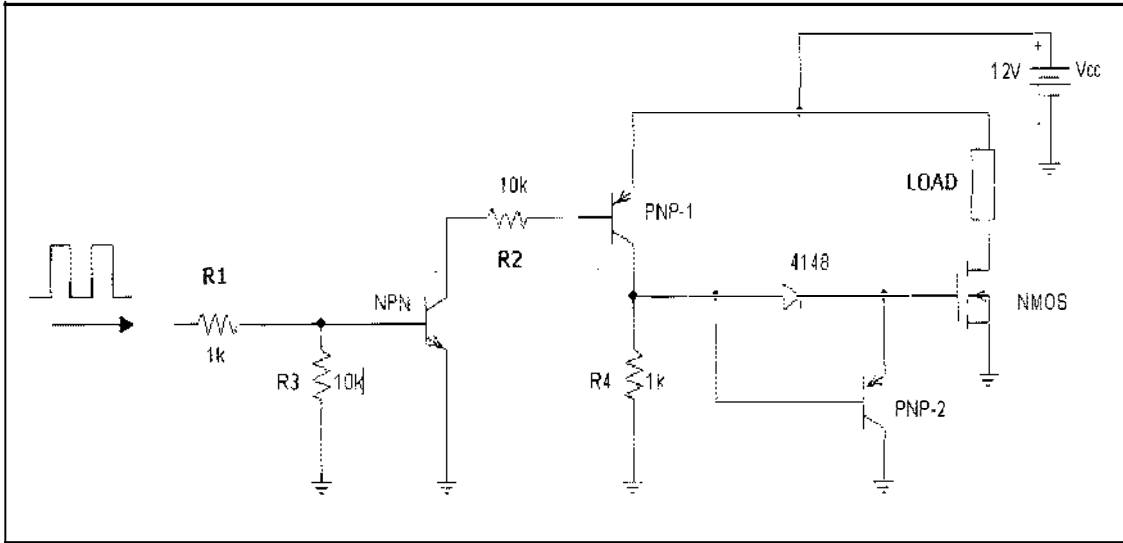 +
12V
Vcc
LOAD
10k
R2
PNP-1
4148
NMOS
R1
1k
NPN
R3
10k
R4
1k
PNP-2